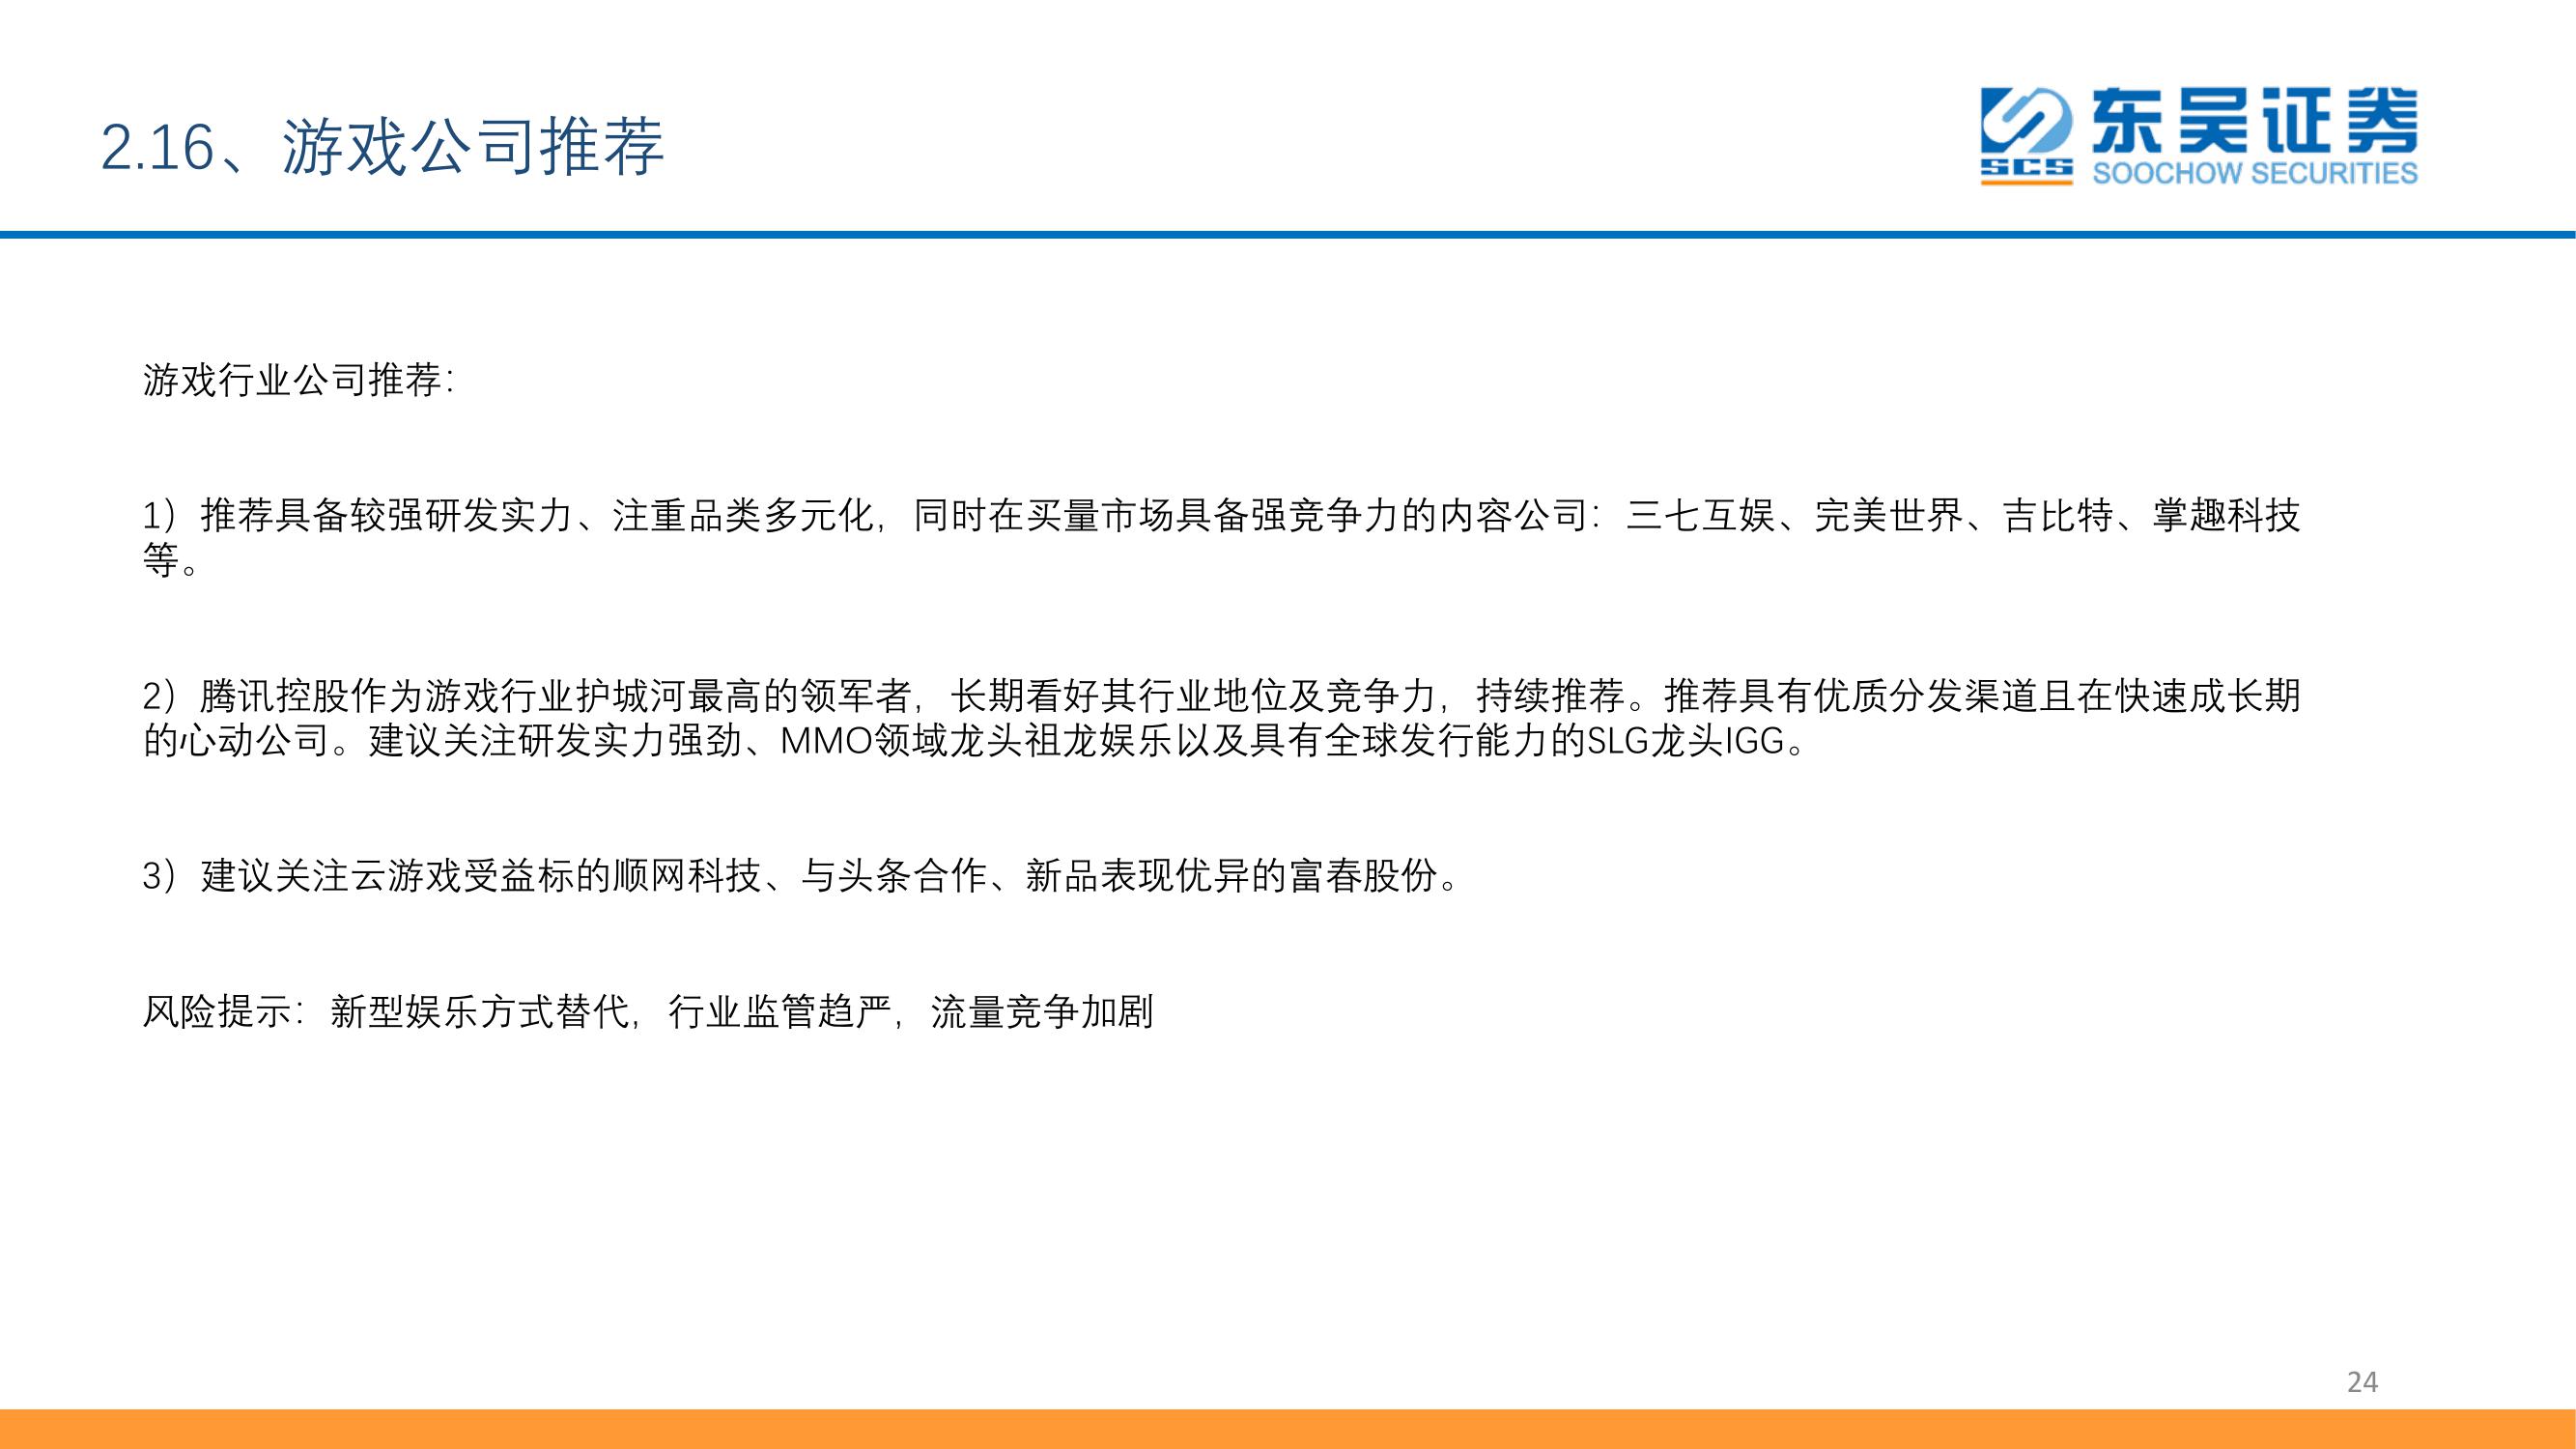 2.16、游戏公司推荐
东吴证券
SCS
SOOCHOW SECURITIES
游戏行业公司推荐：
1）推荐具备较强研发实力、注重品类多元化，同时在买量市场具备强竞争力的内容公司：三七互娱、完美世界、吉比特、掌趣科技
等。
2）腾讯控股作为游戏行业护城河最高的领军者，长期看好其行业地位及竞争力，持续推荐。推荐具有优质分发渠道且在快速成长期
的心动公司。建议关注研发实力强劲、MMO领域龙头祖龙娱乐以及具有全球发行能力的SLG龙头IGG。
3）建议关注云游戏受益标的顺网科技、与头条合作、新品表现优异的富春股份。
风险提示：新型娱乐方式替代，行业监管趋严，流量竞争加剧
24